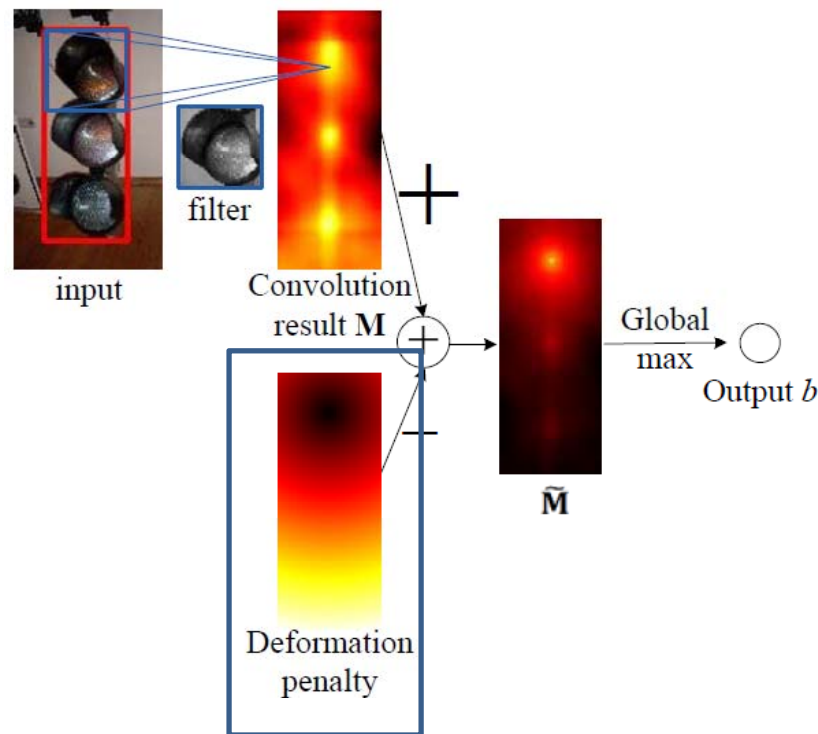 input
filter
Convolution
result M
+
+
−
Deformation
penalty
M̃
Global
max
Output b